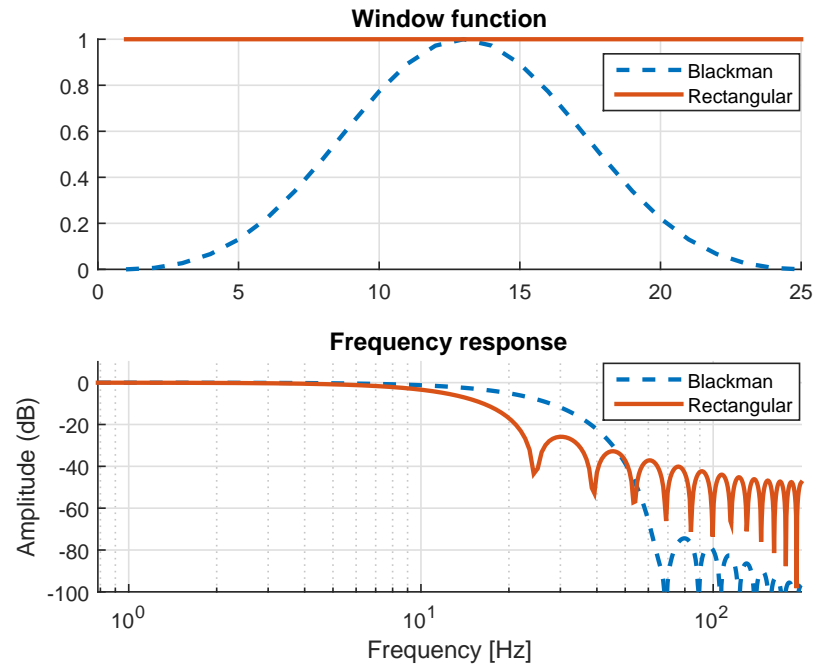 Window function
1
0.8
0.6
0.4
0.2
0
Blackman
Rectangular
0 5 10 15 20 25
Frequency response
Amplitude (dB)
0
-20
-40
-60
-80
-100
Blackman
Rectangular
10^0 10^1 10^2
Frequency [Hz]